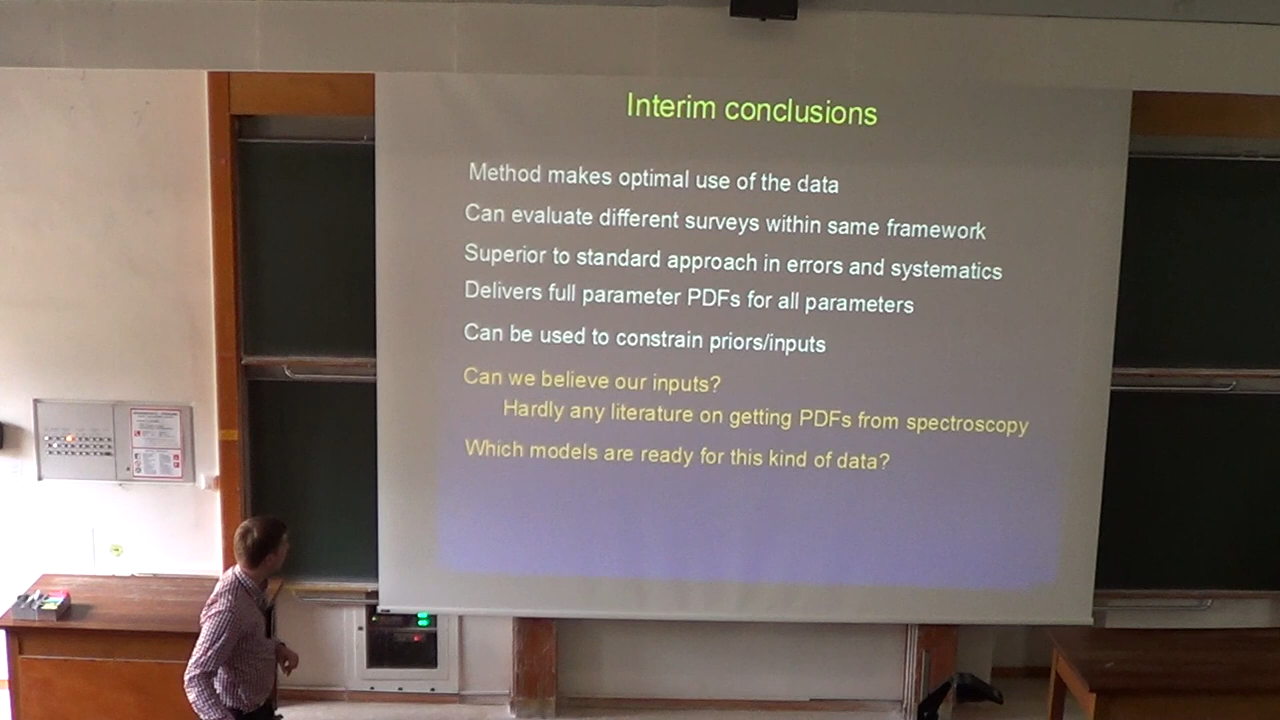 Interim conclusions
Method makes optimal use of the data
Can evaluate different surveys within same framework
Superior to standard approach in errors and systematics
Delivers full parameter PDFs for all parameters
Can be used to constrain priors/inputs
Can we believe our inputs?
Hardly any literature on getting PDFs from spectroscopy
Which models are ready for this kind of data?